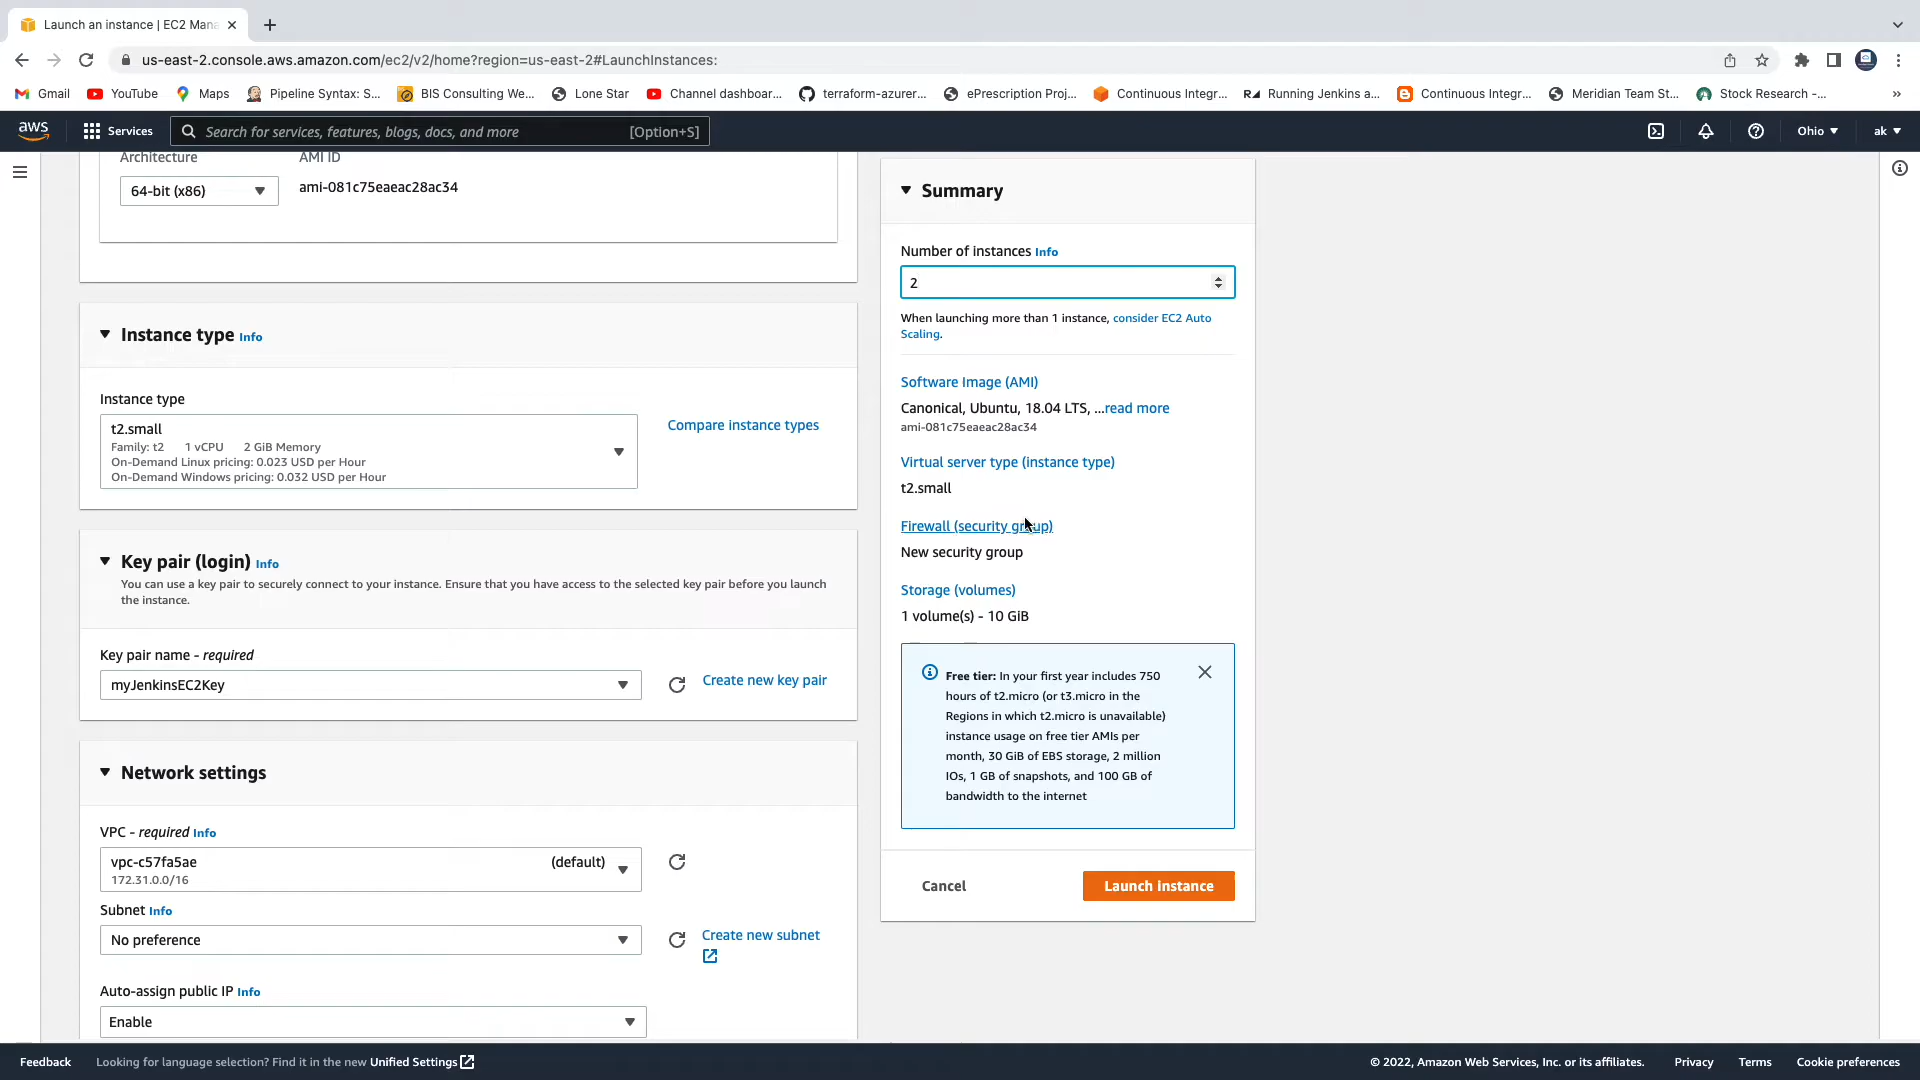 Launch an instance | EC2 Mana
us-east-2.console.aws.amazon.com/ec2/v2/home?region=us-east-2#LaunchInstances:
Gmail YouTube Maps Pipeline Syntax: S... BIS Consulting We... Lone Star Channel dashboar... terraform-azurer... ePrescription Proj... Continuous Integr... Running Jenkins a... Continuous Integr... Meridian Team St... Stock Research -... »
aws Services Search for services, features, blogs, docs, and more [Option+S] Ohio ak
Architecture AMI ID
64-bit (x86) ami-081c75eaeac28ac34
Instance type Info
Instance type
t2.small
Family: t2 1 vCPU 2 GiB Memory
On-Demand Linux pricing: 0.023 USD per Hour
On-Demand Windows pricing: 0.032 USD per Hour
Compare instance types
Key pair (login) Info
You can use a key pair to securely connect to your instance. Ensure that you have access to the selected key pair before you launch
the instance.
Key pair name - required
myJenkinsEC2Key
Create new key pair
Network settings
VPC - required Info
vpc-c57fa5ae (default)
172.31.0.0/16
Subnet Info
No preference
Create new subnet
Auto-assign public IP Info
Enable
Summary
Number of instances Info
2
When launching more than 1 instance, consider EC2 Auto
Scaling.
Software Image (AMI)
Canonical, Ubuntu, 18.04 LTS, ...read more
ami-081c75eaeac28ac34
Virtual server type (instance type)
t2.small
Firewall (security group)
New security group
Storage (volumes)
1 volume(s) - 10 GiB
Free tier: In your first year includes 750
hours of t2.micro (or t3.micro in the
Regions in which t2.micro is unavailable)
instance usage on free tier AMIs per
month, 30 GiB of EBS storage, 2 million
IOs, 1 GB of snapshots, and 100 GB of
bandwidth to the internet
Cancel
Launch instance
Feedback Looking for language selection? Find it in the new Unified Settings © 2022, Amazon Web Services, Inc. or its affiliates. Privacy Terms Cookie preferences